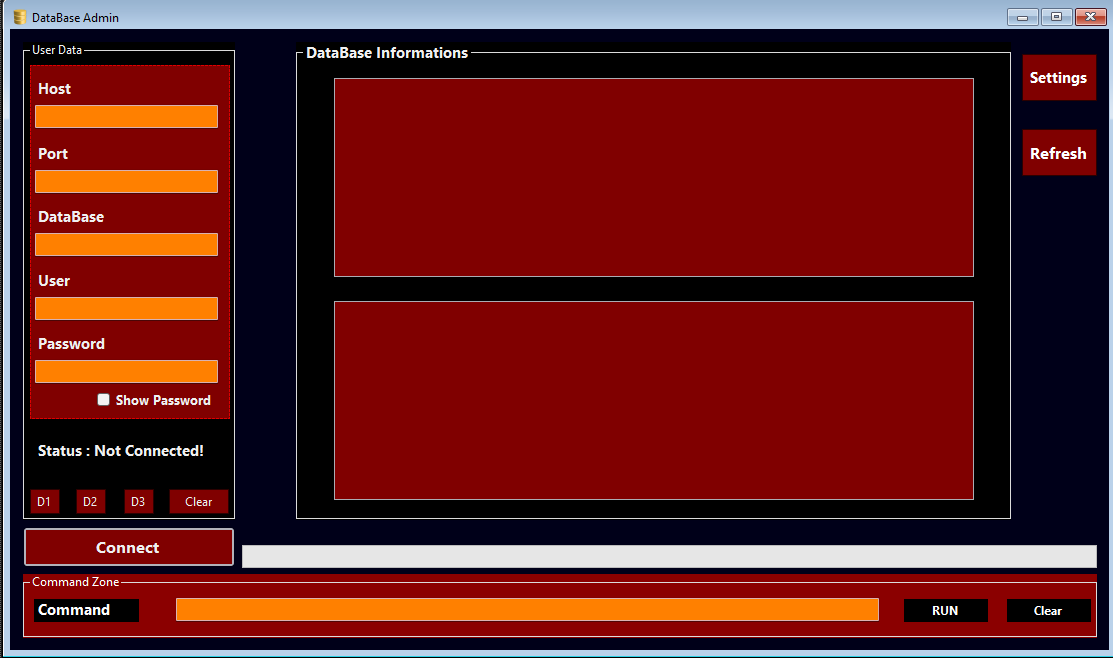 DataBase Admin
User Data
Host
Port
DataBase
User
Password
Show Password
Status : Not Connected!
D1 D2 D3 Clear
Connect
DataBase Informations
Settings
Refresh
Command Zone
Command RUN Clear